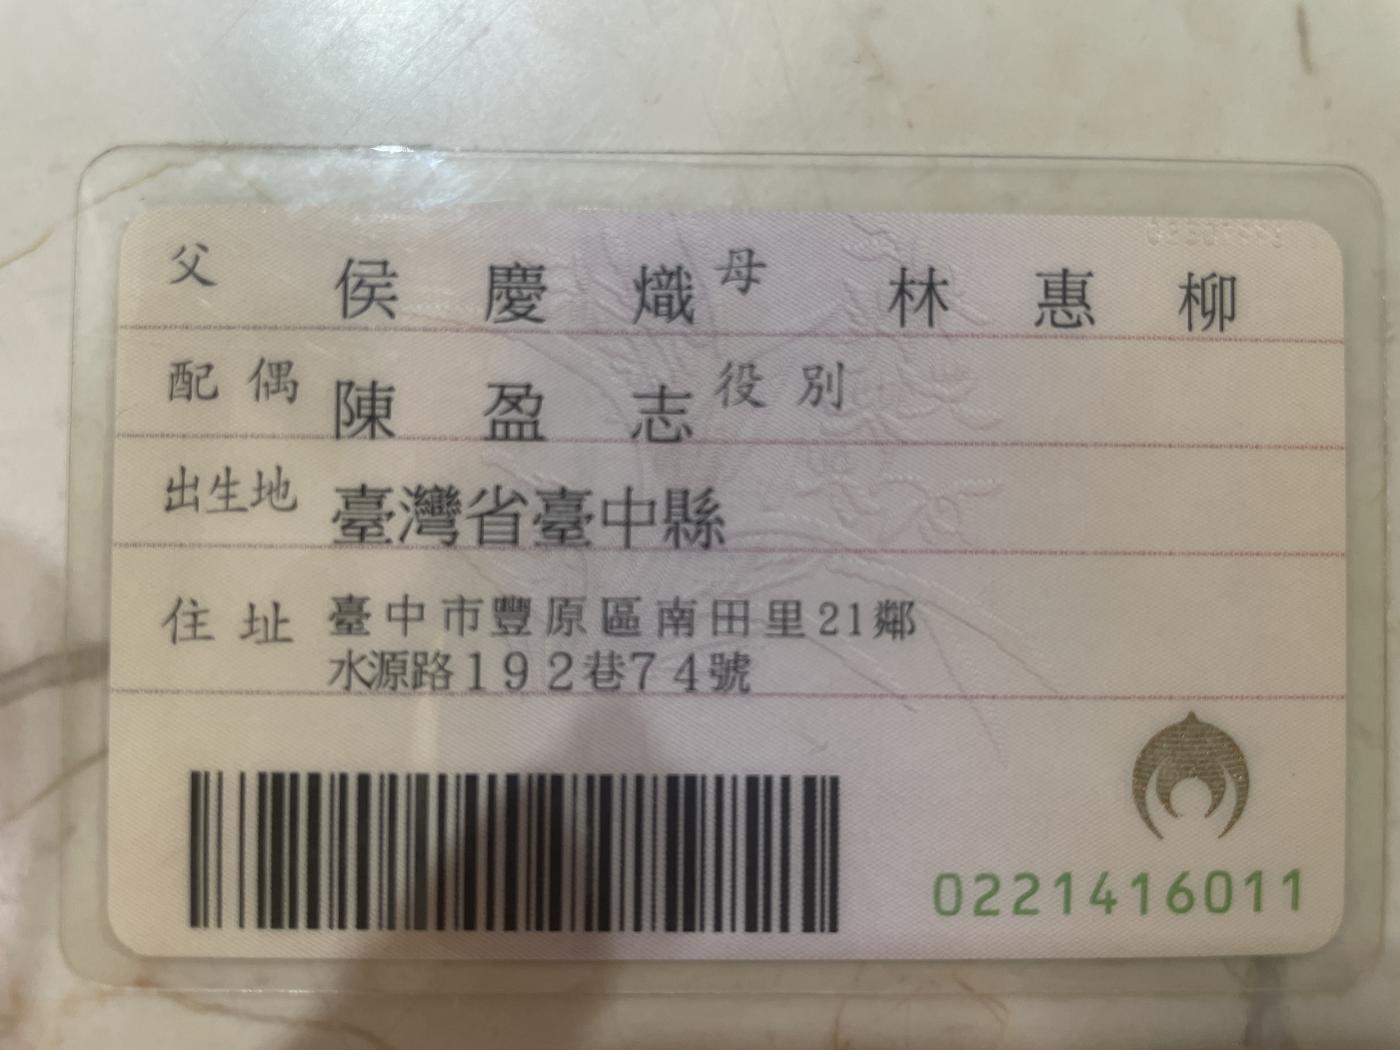 父 侯慶熾 母 林惠柳
配偶 陳盈志 役別
出生地 臺灣省臺中縣
住址 臺中市豐原區南田里21鄰
水源路192巷74號
0221416011